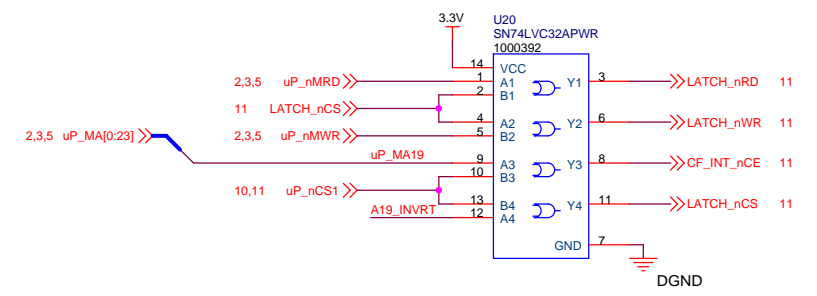 3.3V
U20
SN74LVC32APWR
1000392
14 VCC
2,3,5 uP_nMRD 1 A1 Y1 3 LATCH_nRD 11
2 B1
11 LATCH_nCS
4 A2 Y2 6 LATCH_nWR 11
2,3,5 uP_MA[0:23] 2,3,5 uP_nMWR 5 B2
uP_MA19 9 A3 Y3 8 CF_INT_nCE 11
10 B3
10,11 uP_nCS1
13 B4 Y4 11 LATCH_nCS 11
A19_INVRT 12 A4
GND 7
DGND